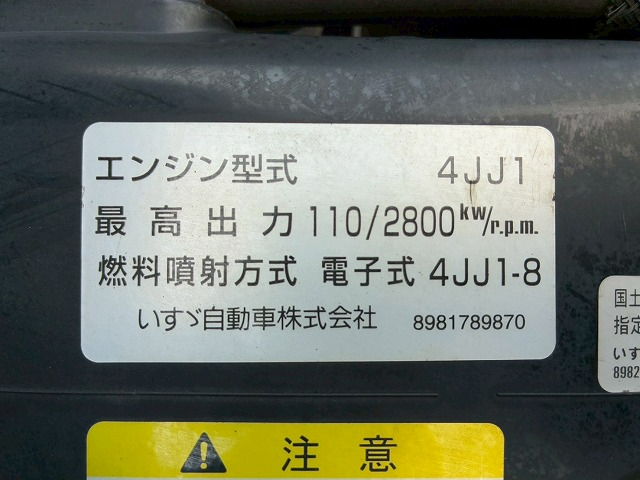 エンジン型式 4JJ1
最高出力 110/2800 kW/r.p.m.
燃料噴射方式 電子式 4JJ1-8
いすゞ自動車株式会社 8981789870
国土
指定
いすゞ
8982
注意